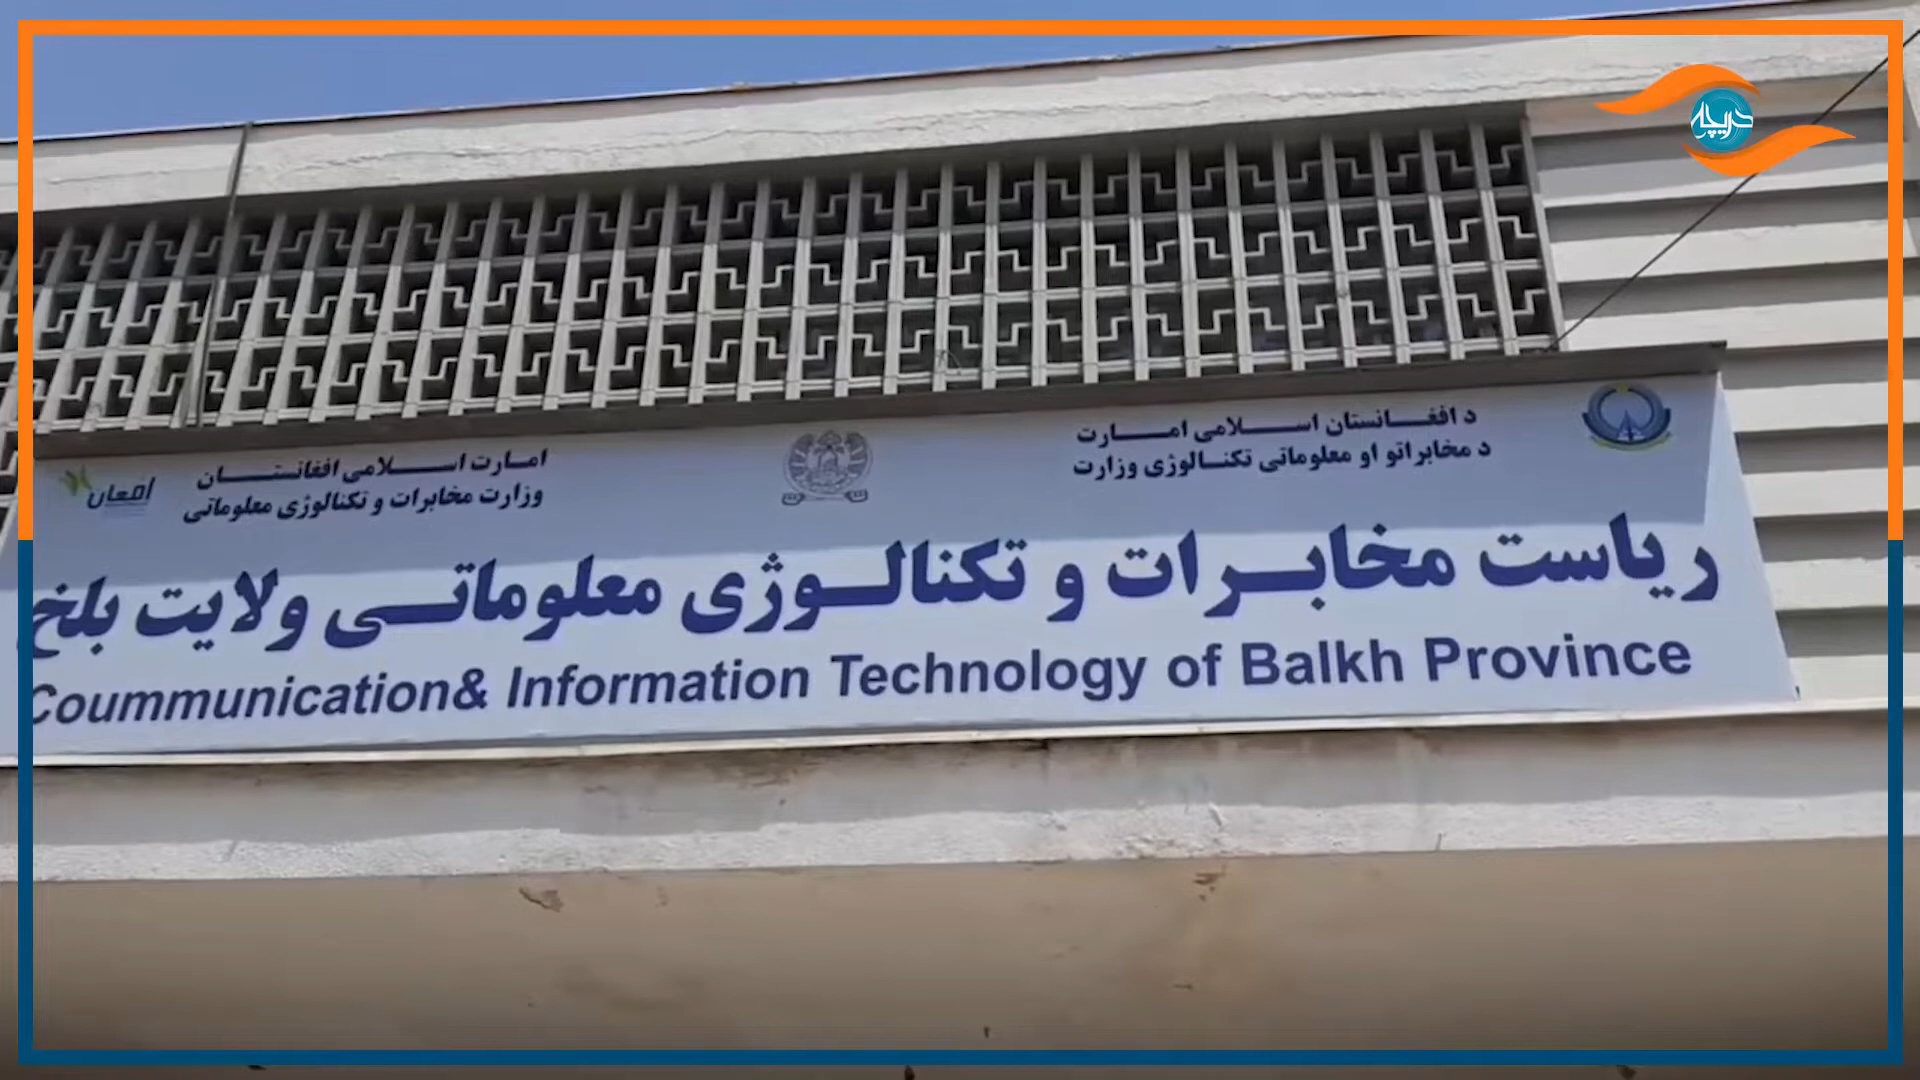 دریچه
د افغانستان اسلامی امارت
د مخابراتو او معلوماتی تکنالوژی وزارت
امارت اسلامی افغانستان
وزارت مخابرات و تکنالوژی معلوماتی
ریاست مخابرات و تکنالوژی معلوماتی ولایت بلخ
Coummunication& Information Technology of Balkh Province